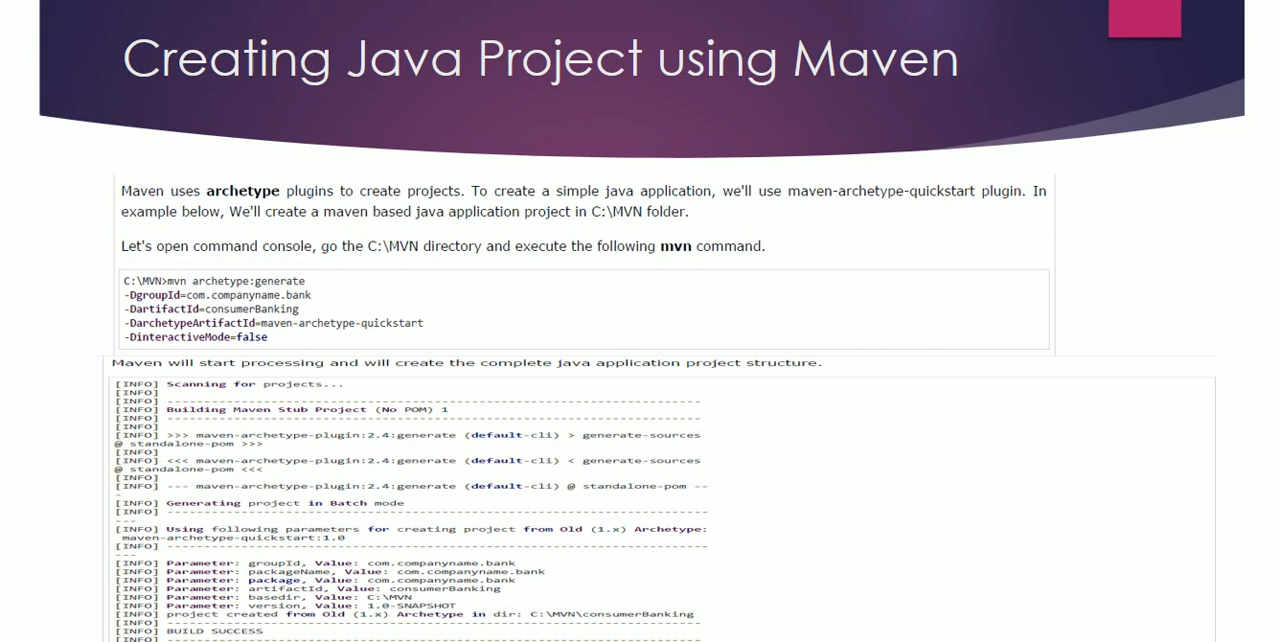 Creating Java Project using Maven
Maven uses archetype plugins to create projects. To create a simple java application, we'll use maven-archetype-quickstart plugin. In
example below, We'll create a maven based java application project in C:\MVN folder.
Let's open command console, go the C:\MVN directory and execute the following mvn command.
C:\MVN>mvn archetype:generate
-DgroupId=com.companyname.bank
-DartifactId=consumerBanking
-DarchetypeArtifactId=maven-archetype-quickstart
-DinteractiveMode=false
Maven will start processing and will create the complete java application project structure.
[INFO] Scanning for projects...
[INFO]
[INFO] -------------------------------------------------------------------
[INFO] Building Maven Stub Project (No POM) 1
[INFO] -------------------------------------------------------------------
[INFO]
[INFO] >>> maven-archetype-plugin:2.4:generate (default-cli) > generate-sources
@ standalone-pom >>>
[INFO]
[INFO] <<< maven-archetype-plugin:2.4:generate (default-cli) < generate-sources
@ standalone-pom <<<
[INFO]
[INFO] --- maven-archetype-plugin:2.4:generate (default-cli) @ standalone-pom --
-
[INFO] Generating project in Batch mode
[INFO] -------------------------------------------------------------------
---
[INFO] Using following parameters for creating project from Old (1.x) Archetype:
maven-archetype-quickstart:1.0
[INFO] -------------------------------------------------------------------
---
[INFO] Parameter: groupId, Value: com.companyname.bank
[INFO] Parameter: packageName, Value: com.companyname.bank
[INFO] Parameter: package, Value: com.companyname.bank
[INFO] Parameter: artifactId, Value: consumerBanking
[INFO] Parameter: basedir, Value: C:\MVN
[INFO] Parameter: version, Value: 1.0-SNAPSHOT
[INFO] project created from Old (1.x) Archetype in dir: C:\MVN\consumerBanking
[INFO] -------------------------------------------------------------------
[INFO] BUILD SUCCESS
[INFO] -------------------------------------------------------------------